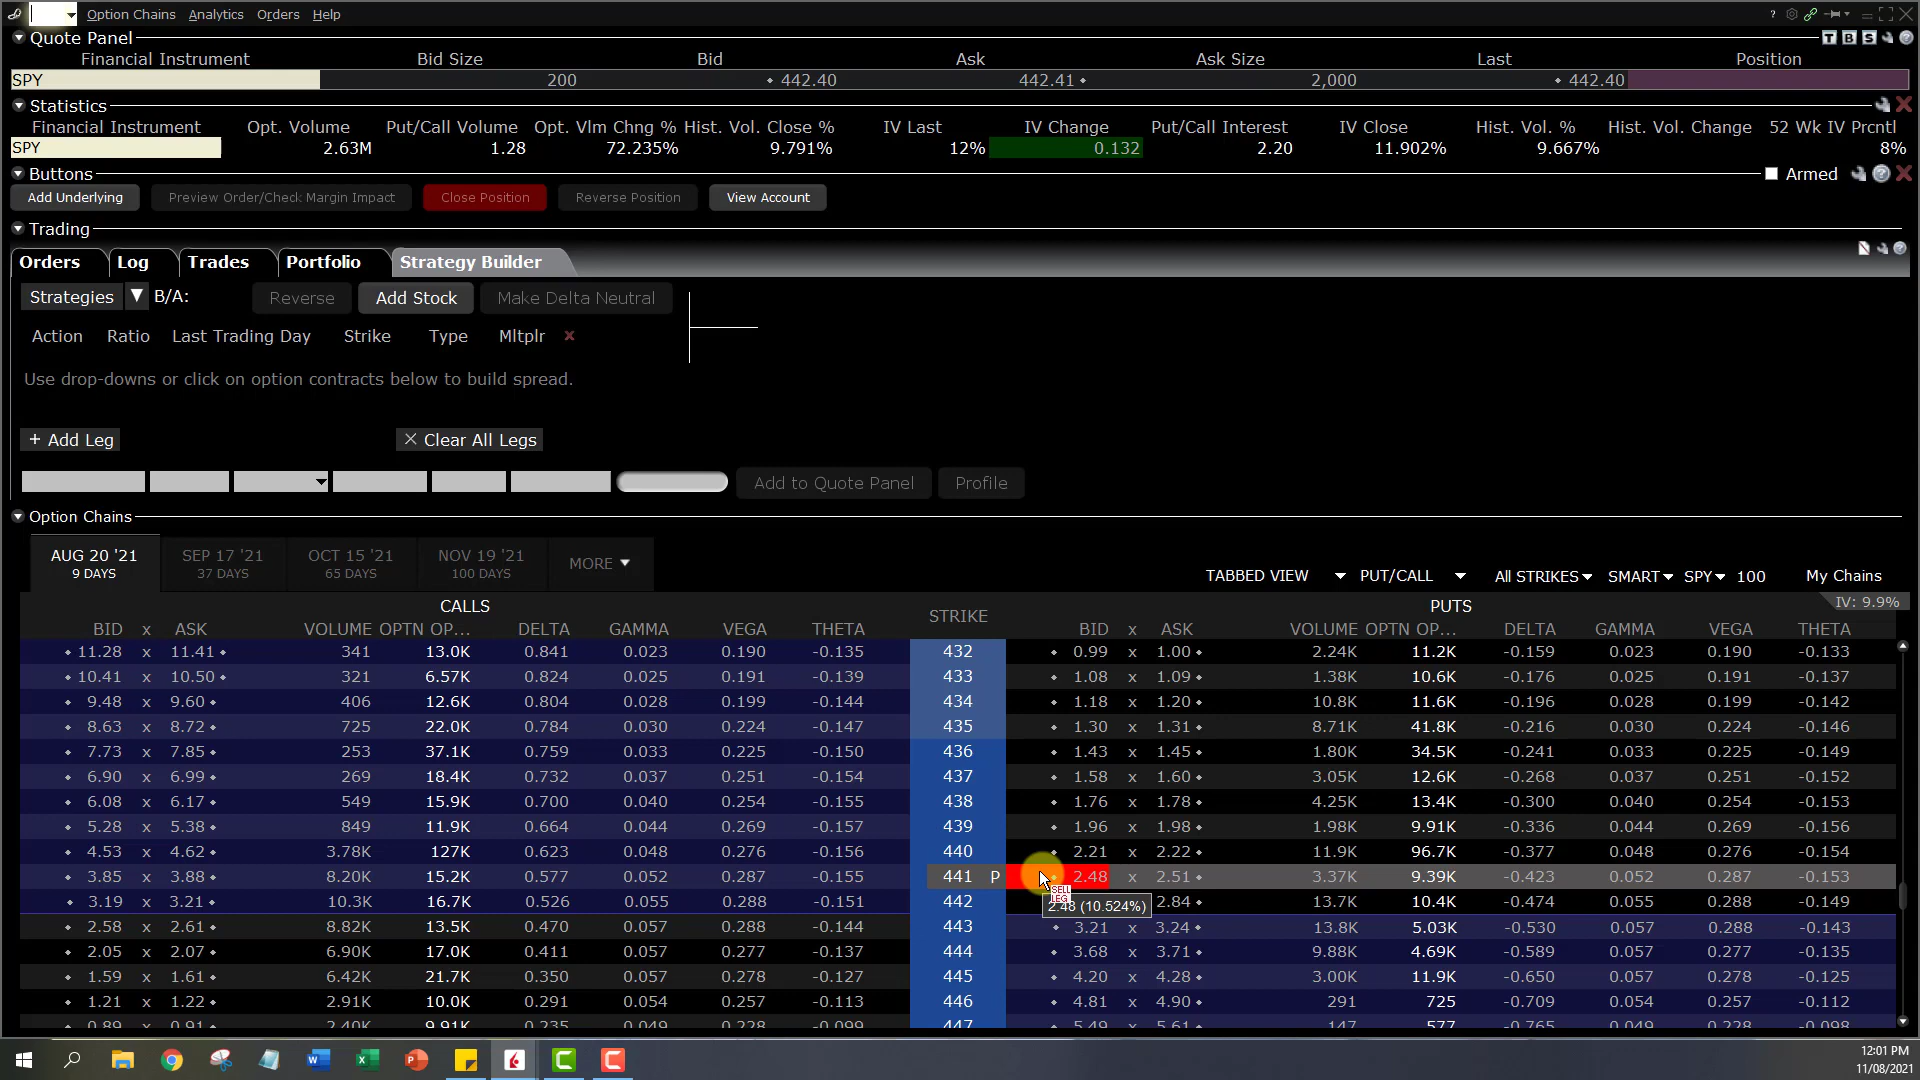 Option Chains Analytics Orders Help ?
Quote Panel T B S ?
Financial Instrument Bid Size Bid Ask Ask Size Last Position
SPY 200 442.40 442.41 2,000 442.40
Statistics
Financial Instrument Opt. Volume Put/Call Volume Opt. Vlm Chng % Hist. Vol. Close % IV Last IV Change Put/Call Interest IV Close Hist. Vol. % Hist. Vol. Change 52 Wk IV Prcntl
SPY 2.63M 1.28 72.235% 9.791% 12% 0.132 2.20 11.902% 9.667% 8%
Buttons Armed ?
Add Underlying Preview Order/Check Margin Impact Close Position Reverse Position View Account
Trading
Orders Log Trades Portfolio Strategy Builder ?
Strategies B/A: Reverse Add Stock Make Delta Neutral
Action Ratio Last Trading Day Strike Type Mltplr x
Use drop-downs or click on option contracts below to build spread.
+ Add Leg X Clear All Legs
Add to Quote Panel Profile
Option Chains
AUG 20 '21 SEP 17 '21 OCT 15 '21 NOV 19 '21 MORE
9 DAYS 37 DAYS 65 DAYS 100 DAYS
TABBED VIEW PUT/CALL All STRIKES SMART SPY 100 My Chains
CALLS STRIKE PUTS IV: 9.9%
BID x ASK VOLUME OPTN OP... DELTA GAMMA VEGA THETA BID x ASK VOLUME OPTN OP... DELTA GAMMA VEGA THETA
11.28 x 11.41 341 13.0K 0.841 0.023 0.190 -0.135 432 0.99 x 1.00 2.24K 11.2K -0.159 0.023 0.190 -0.133
10.41 x 10.50 321 6.57K 0.824 0.025 0.191 -0.139 433 1.08 x 1.09 1.38K 10.6K -0.176 0.025 0.191 -0.137
9.48 x 9.60 406 12.6K 0.804 0.028 0.199 -0.144 434 1.18 x 1.20 10.8K 11.6K -0.196 0.028 0.199 -0.142
8.63 x 8.72 725 22.0K 0.784 0.030 0.224 -0.147 435 1.30 x 1.31 8.71K 41.8K -0.216 0.030 0.224 -0.146
7.73 x 7.85 253 37.1K 0.759 0.033 0.225 -0.150 436 1.43 x 1.45 1.80K 34.5K -0.241 0.033 0.225 -0.149
6.90 x 6.99 269 18.4K 0.732 0.037 0.251 -0.154 437 1.58 x 1.60 3.05K 12.6K -0.268 0.037 0.251 -0.152
6.08 x 6.17 549 15.9K 0.700 0.040 0.254 -0.155 438 1.76 x 1.78 4.25K 13.4K -0.300 0.040 0.254 -0.153
5.28 x 5.38 849 11.9K 0.664 0.044 0.269 -0.157 439 1.96 x 1.98 1.98K 9.91K -0.336 0.044 0.269 -0.156
4.53 x 4.62 3.78K 127K 0.623 0.048 0.276 -0.156 440 2.21 x 2.22 11.9K 96.7K -0.377 0.048 0.276 -0.154
3.85 x 3.88 8.20K 15.2K 0.577 0.052 0.287 -0.155 441 P 2.48 x 2.51 3.37K 9.39K -0.423 0.052 0.287 -0.153
SELL LEG
3.19 x 3.21 10.3K 16.7K 0.526 0.055 0.288 -0.151 442 2.48 (10.524%) 2.84 13.7K 10.4K -0.474 0.055 0.288 -0.149
2.58 x 2.61 8.82K 13.5K 0.470 0.057 0.288 -0.144 443 3.21 x 3.24 13.8K 5.03K -0.530 0.057 0.288 -0.143
2.05 x 2.07 6.90K 17.0K 0.411 0.057 0.277 -0.137 444 3.68 x 3.71 9.88K 4.69K -0.589 0.057 0.277 -0.135
1.59 x 1.61 6.42K 21.7K 0.350 0.057 0.278 -0.127 445 4.20 x 4.28 3.00K 11.9K -0.650 0.057 0.278 -0.125
1.21 x 1.22 2.91K 10.0K 0.291 0.054 0.257 -0.113 446 4.81 x 4.90 291 725 -0.709 0.054 0.257 -0.112
0.89 x 0.91 2.40K 9.91K 0.235 0.049 0.228 -0.099 447 5.49 x 5.61 147 577 -0.765 0.049 0.228 -0.098
12:01 PM
11/08/2021